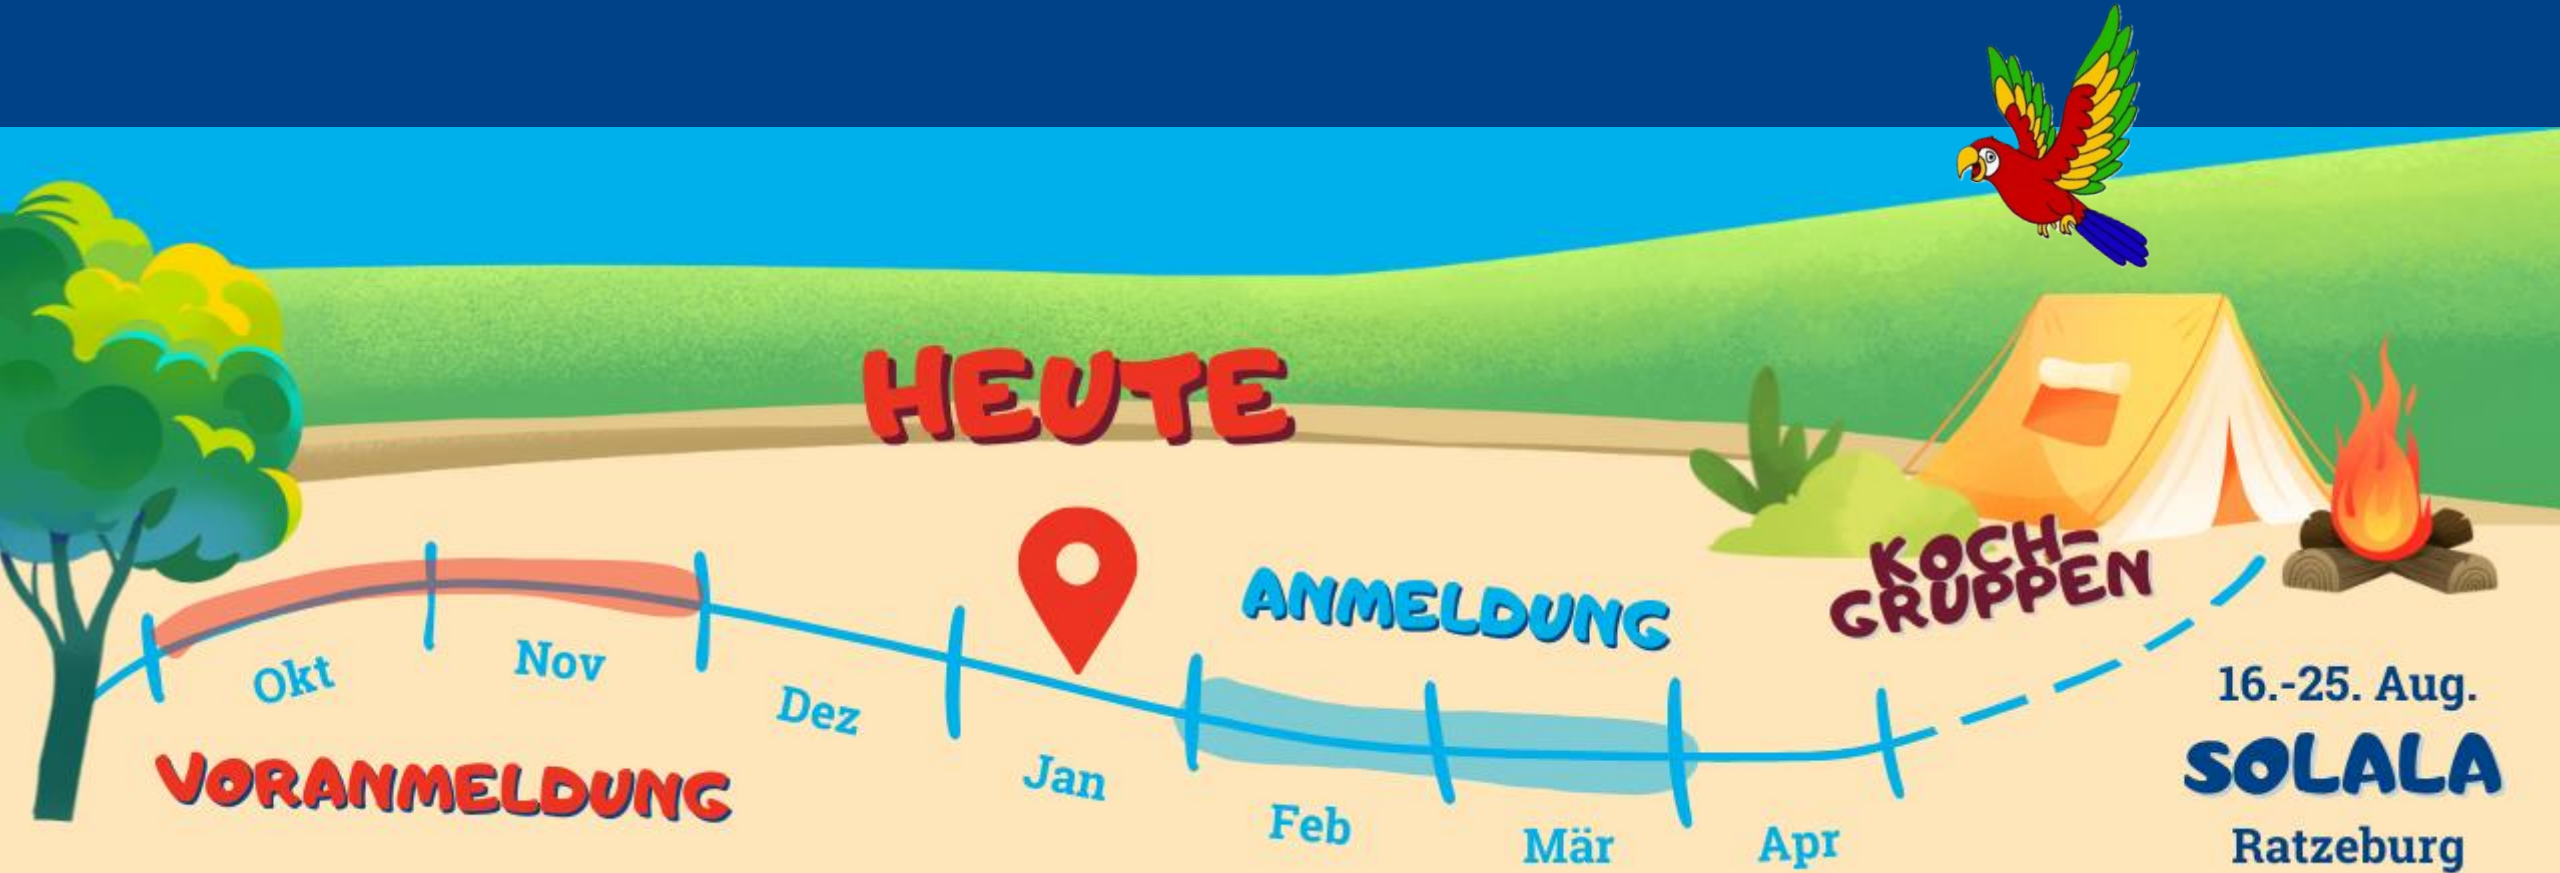 HEUTE
ANMELDUNG
KOCH-
GRUPPEN
Okt
Nov
Dez
Jan
Feb
Mär
Apr
VORANMELDUNG
16.-25. Aug.
SOLALA
Ratzeburg